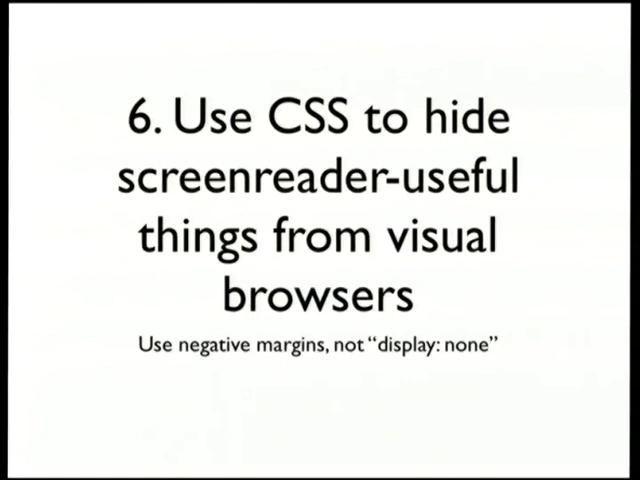 6. Use CSS to hide
screenreader-useful
things from visual
browsers
Use negative margins, not “display: none”